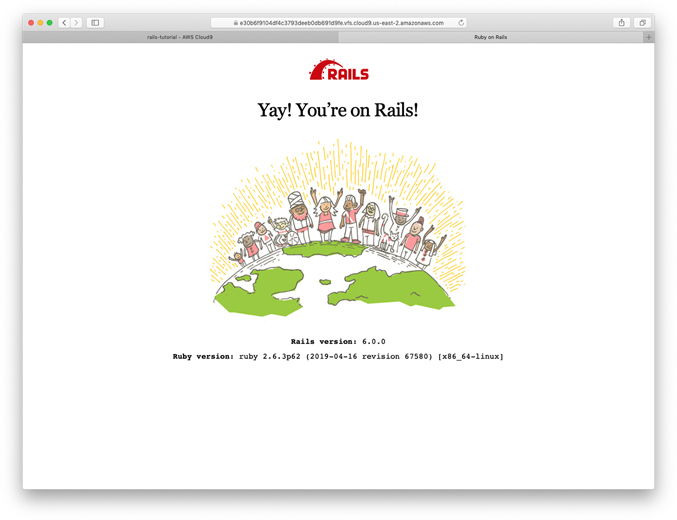 e30b6f9104df4c3793deeb0db691d9fe.vfs.cloud9.us-east-2.amazonaws.com
rails-tutorial - AWS Cloud9
Ruby on Rails
RAILS
Yay! You’re on Rails!
Rails version: 6.0.0
Ruby version: ruby 2.6.3p62 (2019-04-16 revision 67580) [x86_64-linux]